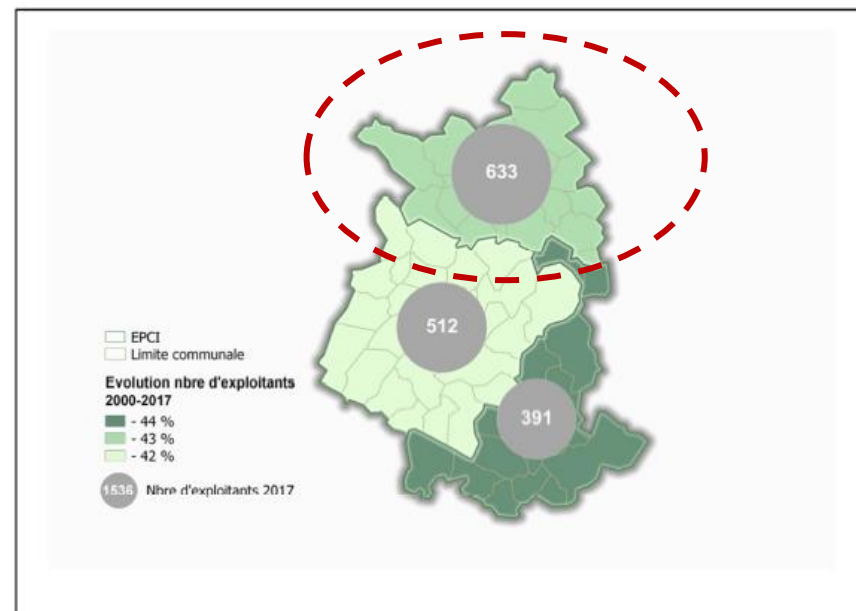 633
512
391
EPCI
Limite communale
Evolution nbre d'exploitants
2000-2017
- 44 %
- 43 %
- 42 %
1536 Nbre d'exploitants 2017